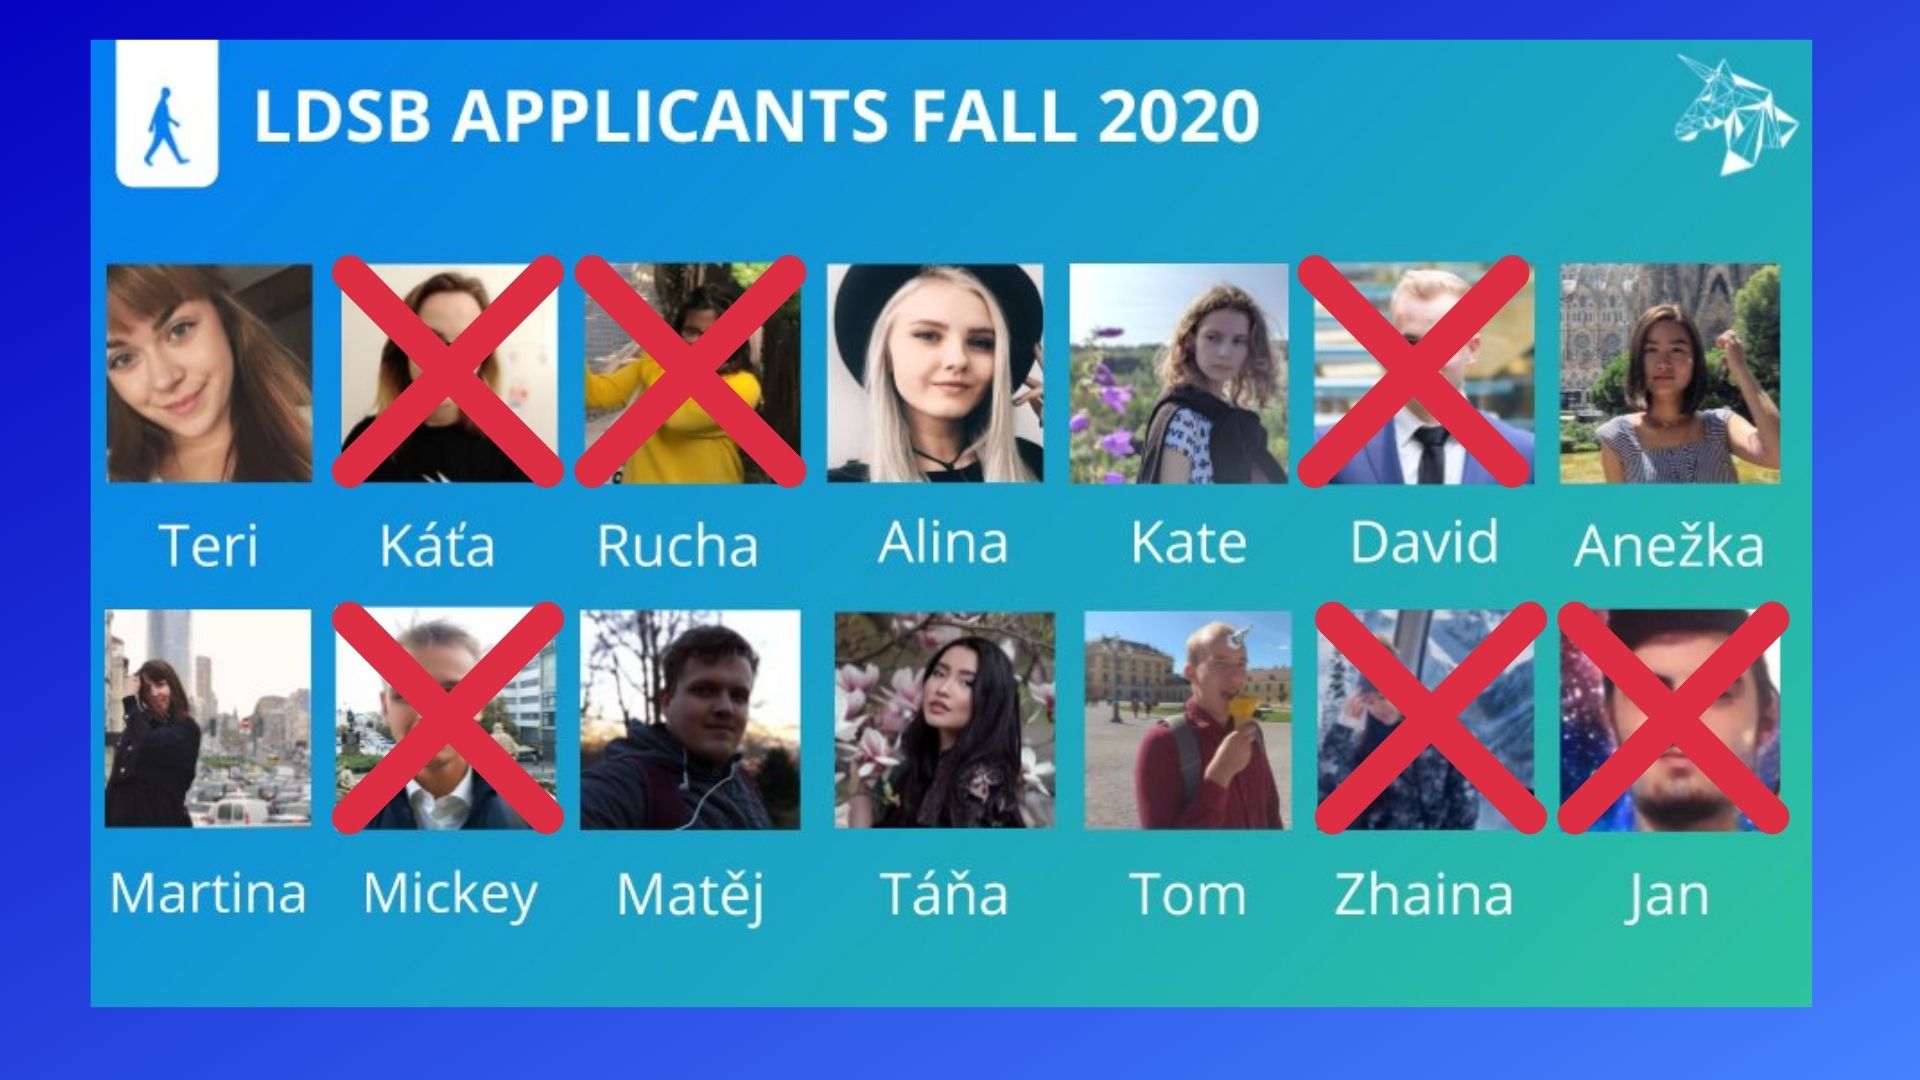 LDSB APPLICANTS FALL 2020
Teri Káťa Rucha Alina Kate David Anežka
Martina Mickey Matěj Táňa Tom Zhaina Jan